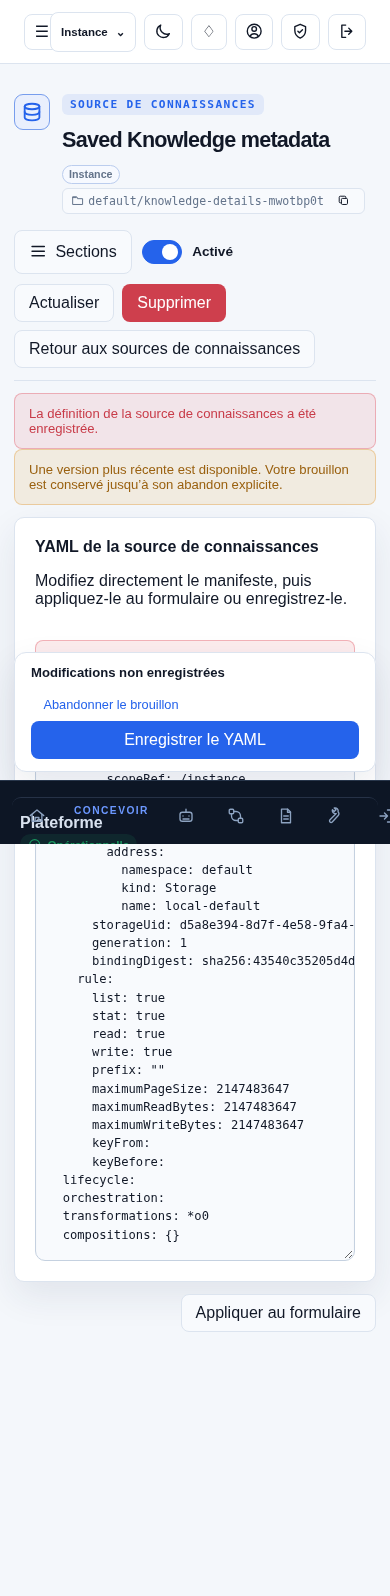 Instance
SOURCE DE CONNAISSANCES
Saved Knowledge metadata
Instance
default/knowledge-details-mwotbp0t
Sections
Activé
Actualiser
Supprimer
Retour aux sources de connaissances
La définition de la source de connaissances a été
enregistrée.
Une version plus récente est disponible. Votre brouillon
est conservé jusqu’à son abandon explicite.
YAML de la source de connaissances
Modifiez directement le manifeste, puis
appliquez-le au formulaire ou enregistrez-le.
Modifications non enregistrées
Abandonner le brouillon
Enregistrer le YAML
scopeRef: /instance
CONCEVOIR
Plateforme
Opérationnelle
address:
namespace: default
kind: Storage
name: local-default
storageUid: d5a8e394-8d7f-4e58-9fa4-
generation: 1
bindingDigest: sha256:43540c35205d4d
rule:
list: true
stat: true
read: true
write: true
prefix: ""
maximumPageSize: 2147483647
maximumReadBytes: 2147483647
maximumWriteBytes: 2147483647
keyFrom:
keyBefore:
lifecycle:
orchestration:
transformations: *o0
compositions: {}
Appliquer au formulaire